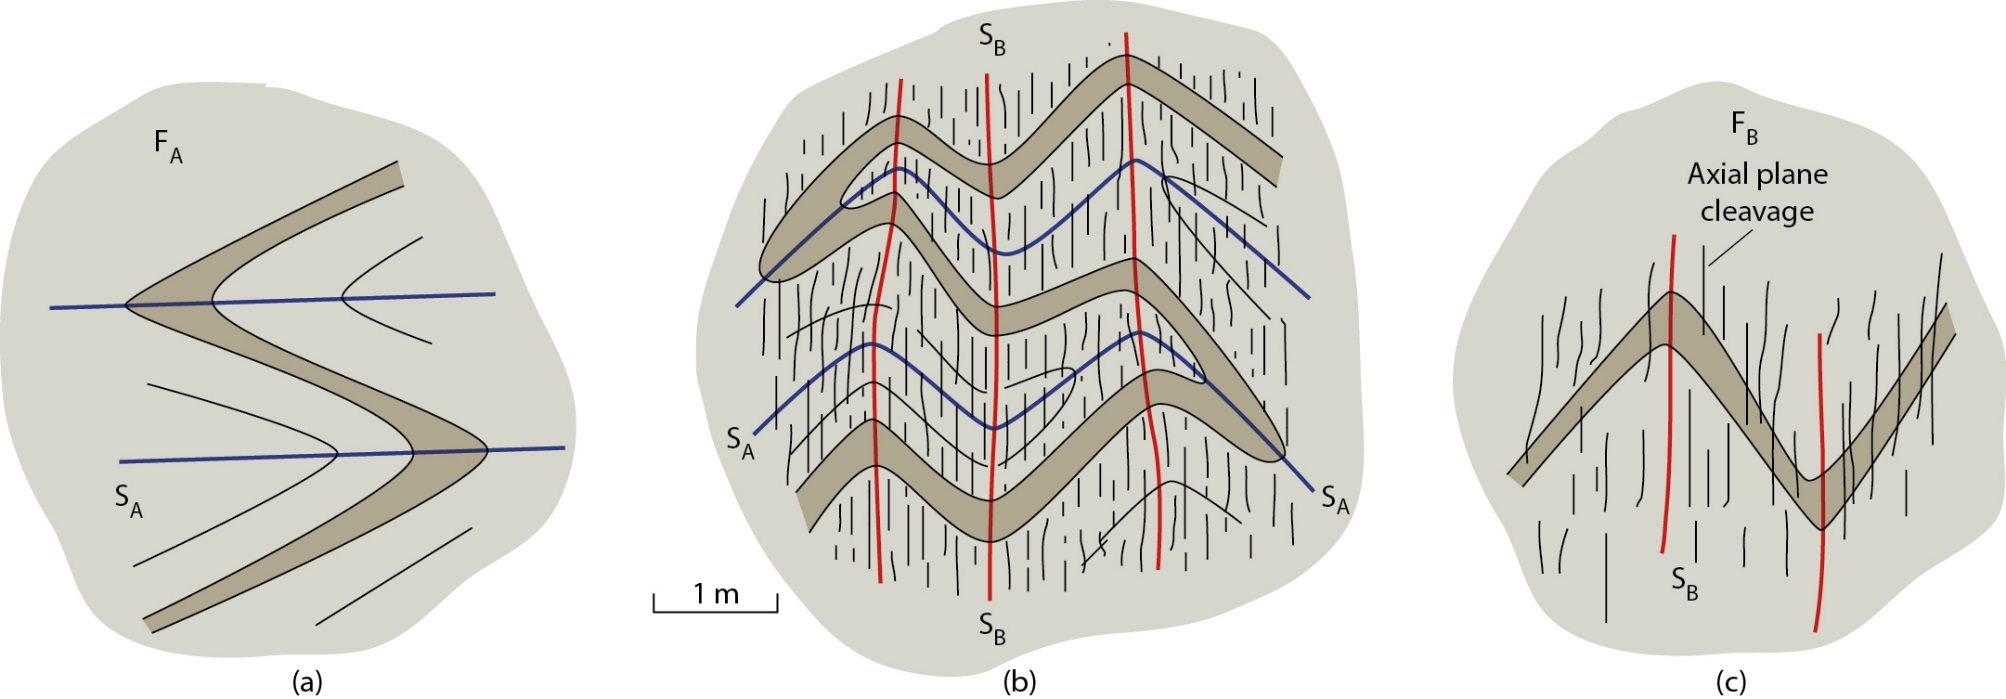 F_A
S_A
(a)
S_B
S_A
S_A
1 m
S_B
(b)
F_B
Axial plane
cleavage
S_B
(c)